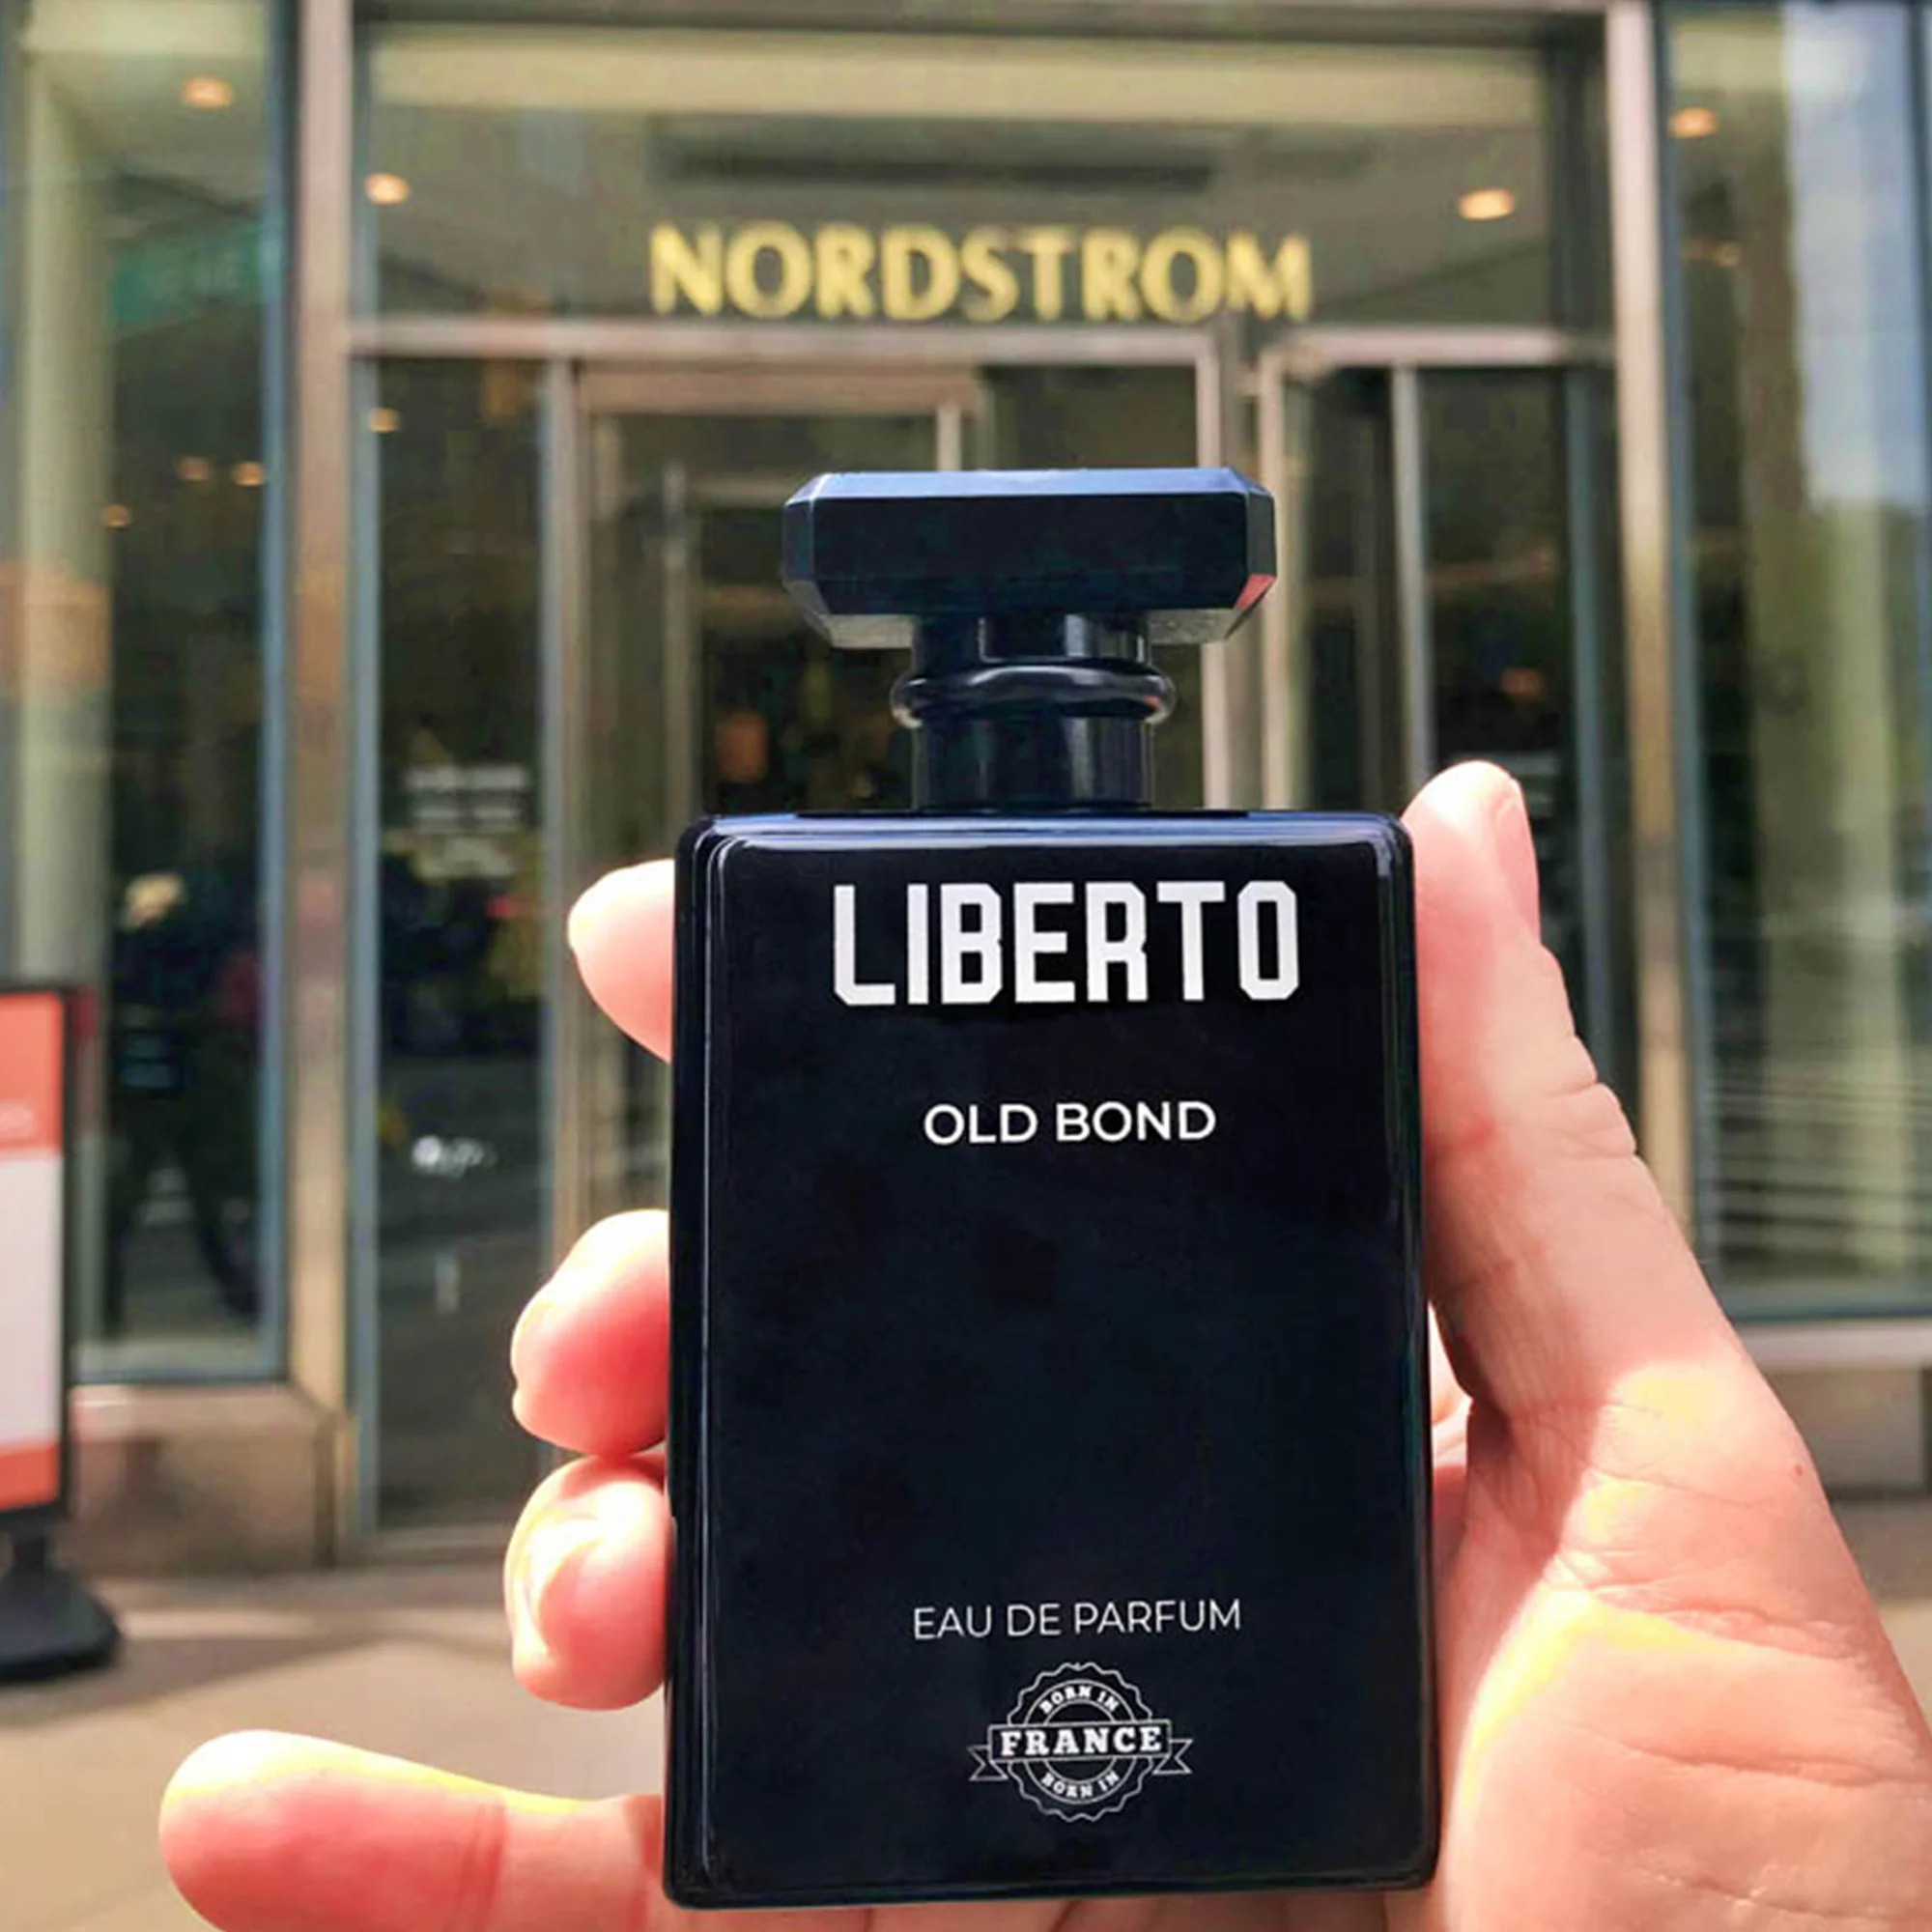 NORDSTROM
LIBERTO
OLD BOND
EAU DE PARFUM
BORN IN
FRANCE
BORN IN